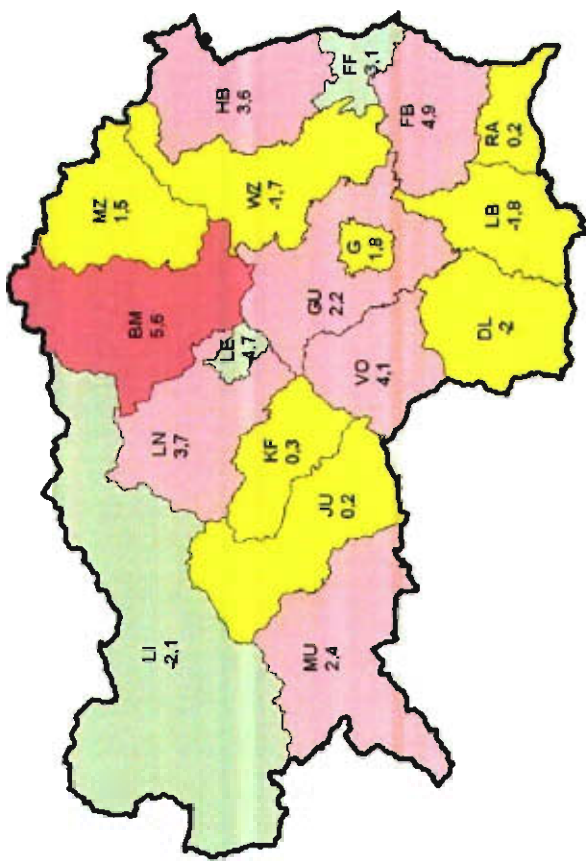 MZ
1,5
BM
5,6
LI
-2,1
LN
3,7
HB
3,6
LE
-4,7
WZ
-1,7
KF
0,3
MU
2,4
GU
2,2
JU
0,2
G
1,8
FF
-3,1
VO
4,1
FB
4,9
DL
-2
LB
-1,8
RA
0,2